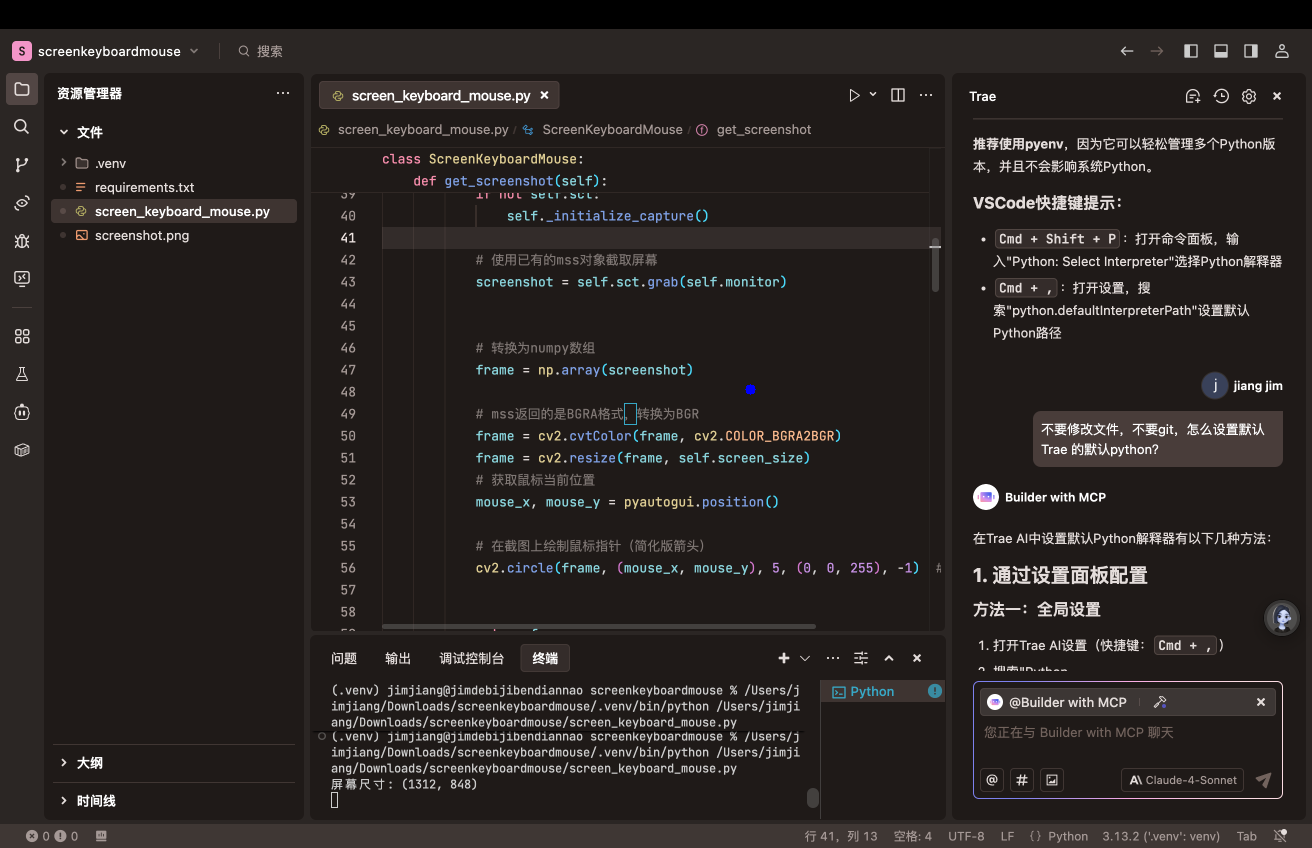 S screenkeyboardmouse
搜索
资源管理器
文件
.venv
requirements.txt
screen_keyboard_mouse.py
screenshot.png
大纲
时间线
screen_keyboard_mouse.py
screen_keyboard_mouse.py ScreenKeyboardMouse get_screenshot
class ScreenKeyboardMouse:
def get_screenshot(self):
39 if not self.sct:
40 self._initialize_capture()
41
42 # 使用已有的mss对象截取屏幕
43 screenshot = self.sct.grab(self.monitor)
44
45
46 # 转换为numpy数组
47 frame = np.array(screenshot)
48
49 # mss返回的是BGRA格式，转换为BGR
50 frame = cv2.cvtColor(frame, cv2.COLOR_BGRA2BGR)
51 frame = cv2.resize(frame, self.screen_size)
52 # 获取鼠标当前位置
53 mouse_x, mouse_y = pyautogui.position()
54
55 # 在截图上绘制鼠标指针（简化版箭头）
56 cv2.circle(frame, (mouse_x, mouse_y), 5, (0, 0, 255), -1) #
57
58
问题 输出 调试控制台 终端
(.venv) jimjiang@jimdebijibendiannao screenkeyboardmouse % /Users/j
imjiang/Downloads/screenkeyboardmouse/.venv/bin/python /Users/jimji
ang/Downloads/screenkeyboardmouse/screen_keyboard_mouse.py
(.venv) jimjiang@jimdebijibendiannao screenkeyboardmouse % /Users/j
imjiang/Downloads/screenkeyboardmouse/.venv/bin/python /Users/jimji
ang/Downloads/screenkeyboardmouse/screen_keyboard_mouse.py
屏幕尺寸: (1312, 848)
Python
Trae
推荐使用pyenv，因为它可以轻松管理多个Python版
本，并且不会影响系统Python。
VSCode快捷键提示：
• Cmd + Shift + P ：打开命令面板，输
入"Python: Select Interpreter"选择Python解释器
• Cmd + , ：打开设置，搜
索"python.defaultInterpreterPath"设置默认
Python路径
j jiang jim
不要修改文件，不要git，怎么设置默认
Trae 的默认python?
Builder with MCP
在Trae AI中设置默认Python解释器有以下几种方法：
1. 通过设置面板配置
方法一：全局设置
1. 打开Trae AI设置（快捷键： Cmd + , ）
2. 搜索"Python
@Builder with MCP
您正在与 Builder with MCP 聊天
@ # Claude-4-Sonnet
0 0
行 41，列 13 空格: 4 UTF-8 LF {} Python 3.13.2 ('.venv': venv) Tab